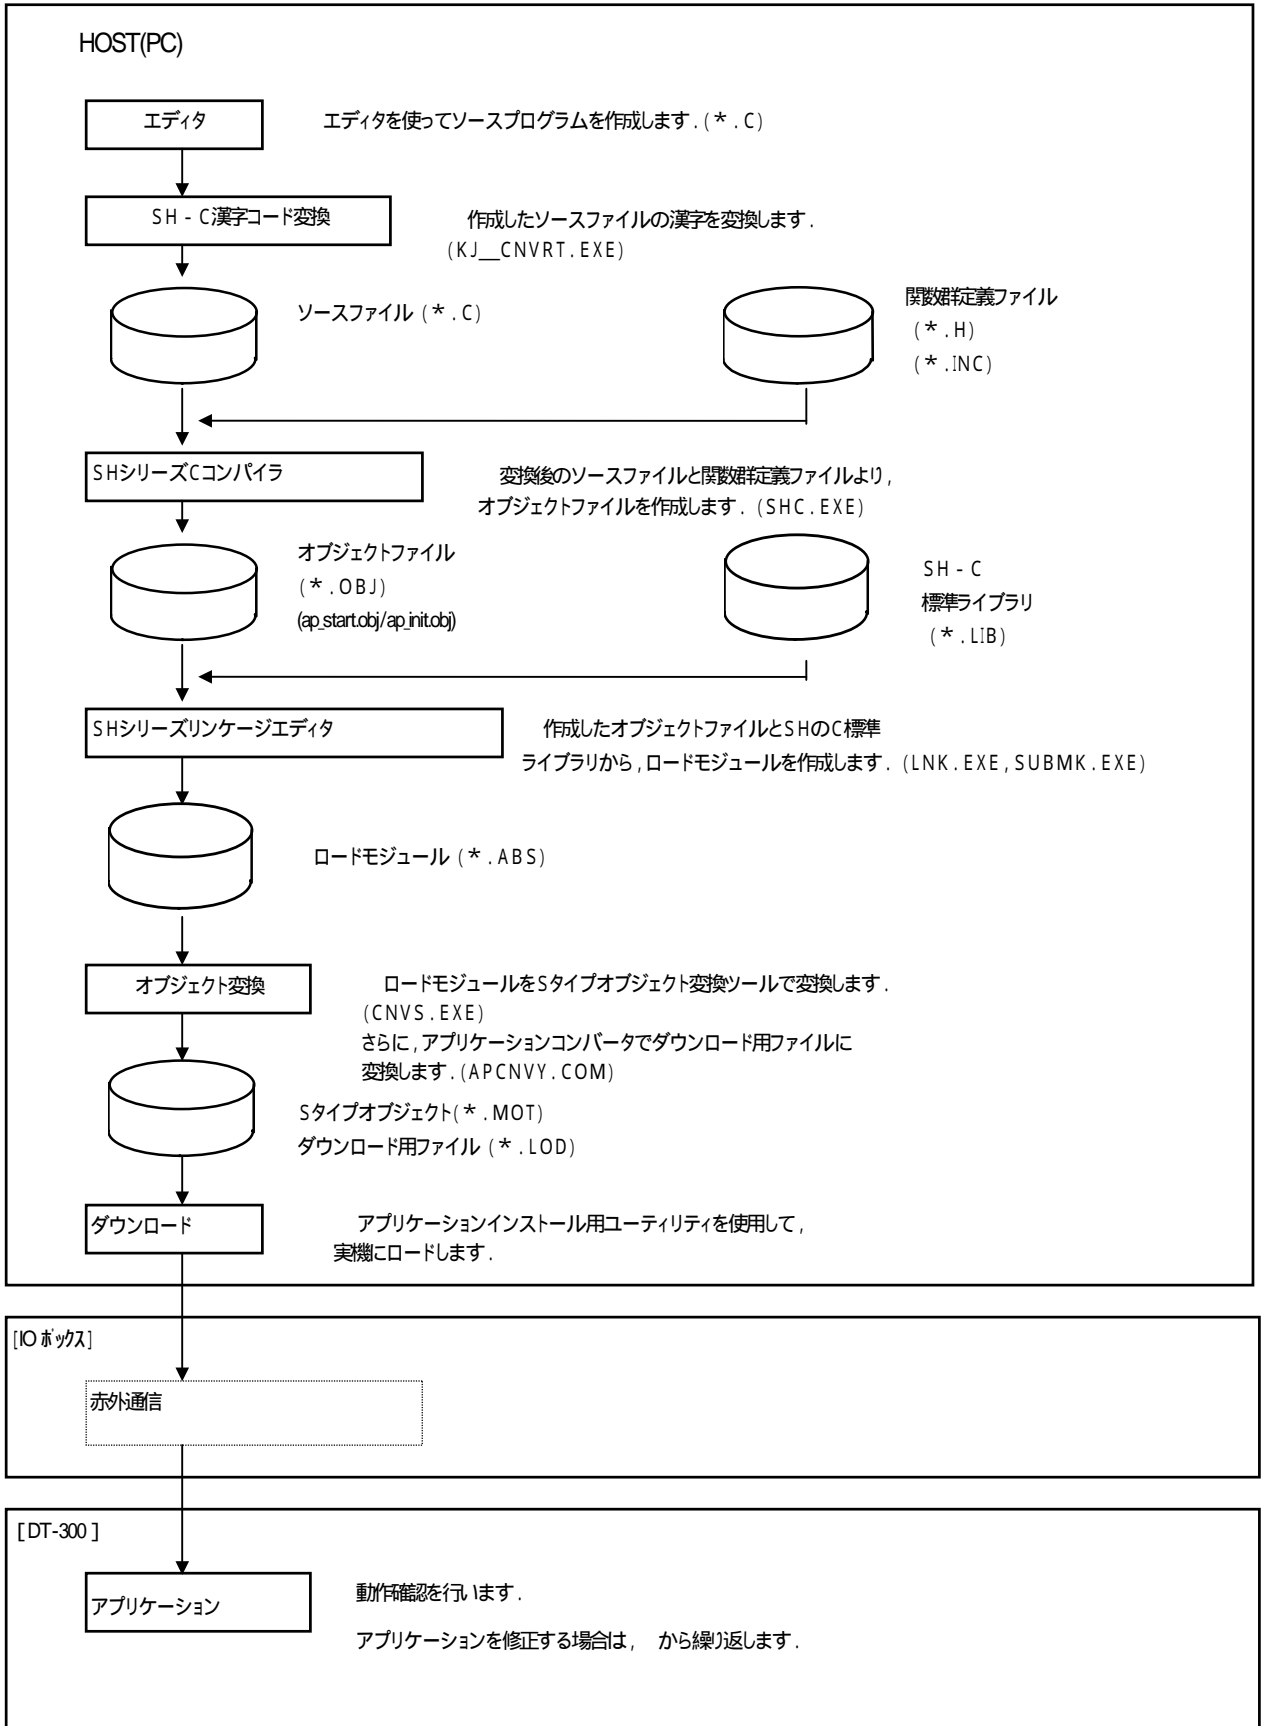 HOST(PC)
エディタ
エディタを使ってソースプログラムを作成します.(*.C)
SH-C漢字コード変換
作成したソースファイルの漢字を変換します.
(KJ__CNVRT.EXE)
ソースファイル (*.C)
関数群定義ファイル
(*.H)
(*.INC)
SHシリーズCコンパイラ
変換後のソースファイルと関数群定義ファイルより,
オブジェクトファイルを作成します. (SHC.EXE)
オブジェクトファイル
(*.OBJ)
(ap_start.obj/ap_init.obj)
SH-C
標準ライブラリ
(*.LIB)
SHシリーズリンケージエディタ
作成したオブジェクトファイルとSHのC標準
ライブラリから,ロードモジュールを作成します. (LNK.EXE,SUBMK.EXE)
ロードモジュール (*.ABS)
オブジェクト変換
ロードモジュールをSタイプオブジェクト変換ツールで変換します.
(CNVS.EXE)
さらに,アプリケーションコンバータでダウンロード用ファイルに
変換します.(APCNVY.COM)
Sタイプオブジェクト(*.MOT)
ダウンロード用ファイル (*.LOD)
ダウンロード
アプリケーションインストール用ユーティリティを使用して,
実機にロードします.
[IOボックス]
赤外通信
[DT-300]
アプリケーション
動作確認を行います.
アプリケーションを修正する場合は, から繰り返します.